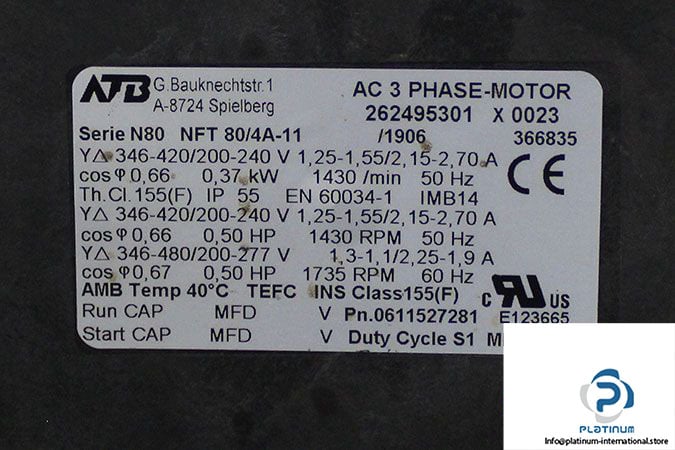 ATB G.Bauknechtstr.1
A-8724 Spielberg
AC 3 PHASE-MOTOR
262495301 X 0023
Serie N80 NFT 80/4A-11 /1906 366835
Y△ 346-420/200-240 V 1,25-1,55/2,15-2,70 A
cos φ 0,66 0,37 kW 1430 /min 50 Hz
Th.Cl.155(F) IP 55 EN 60034-1 IMB14
Y△ 346-420/200-240 V 1,25-1,55/2,15-2,70 A
cos φ 0,66 0,50 HP 1430 RPM 50 Hz
Y△ 346-480/200-277 V 1,3-1,1/2,25-1,9 A
cos φ 0,67 0,50 HP 1735 RPM 60 Hz
AMB Temp 40°C TEFC INS Class155(F)
CE
c RU US
Run CAP MFD V Pn.0611527281 E123665
Start CAP MFD V Duty Cycle S1 M
PLATINUM
Info@platinum-international.store